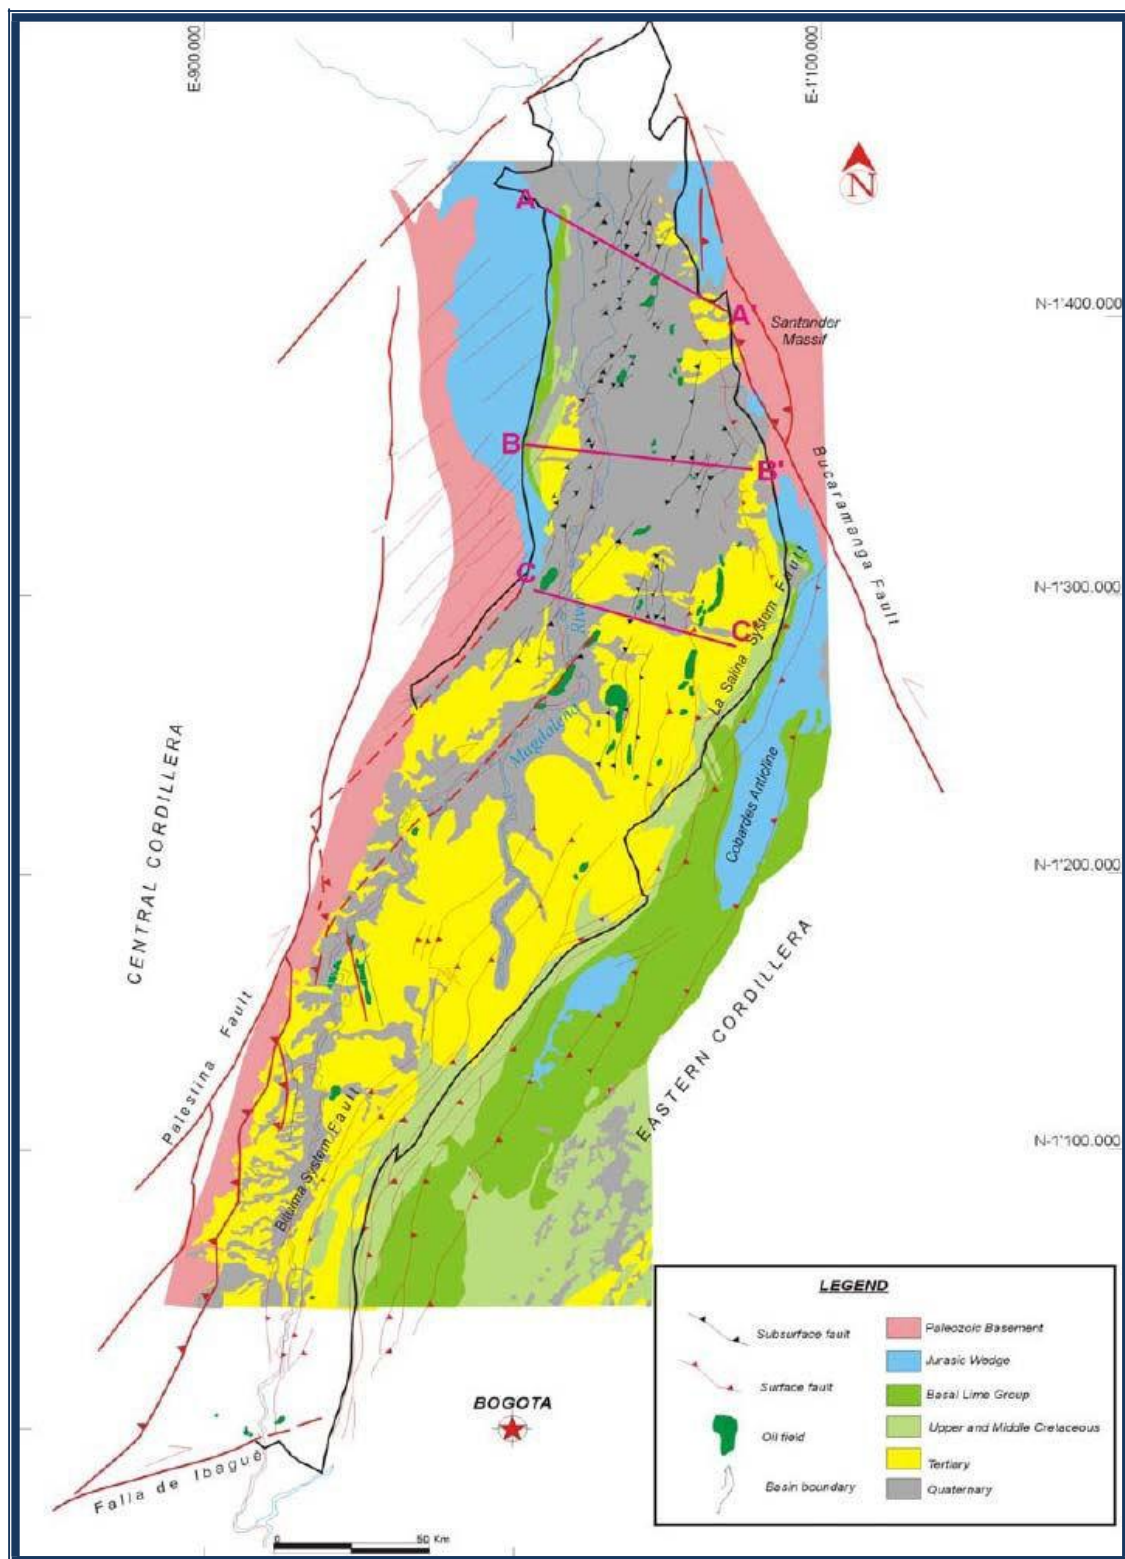 E-900.000
E-1'100.000
N
A
A'
N-1'400.000
Santander
Massif
B
B'
Bucaramanga Fault
C
C'
N-1'300.000
River
Magdalena
La Salina System Fault
Cobardes Anticline
CENTRAL CORDILLERA
N-1'200.000
EASTERN CORDILLERA
Palestina Fault
Bituima System Fault
N-1'100.000
BOGOTA
Falla de Ibagué
0 50 Km
LEGEND
Subsurface fault
Surface fault
Oil field
Basin boundary
Paleozoic Basement
Jurasic Wedge
Basal Lime Group
Upper and Middle Cretaceous
Tertiary
Quaternary